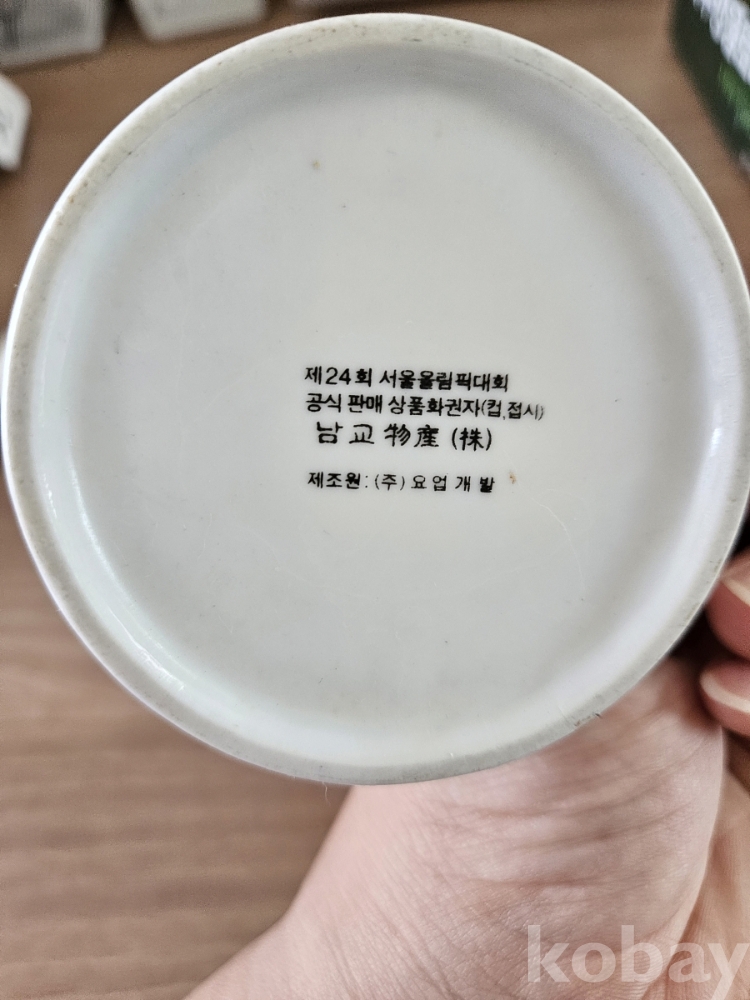 제24회 서울올림픽대회
공식 판매 상품화권자(컵,접시)
남교 物産 (株)
제조원: (주) 요업개발
kobay